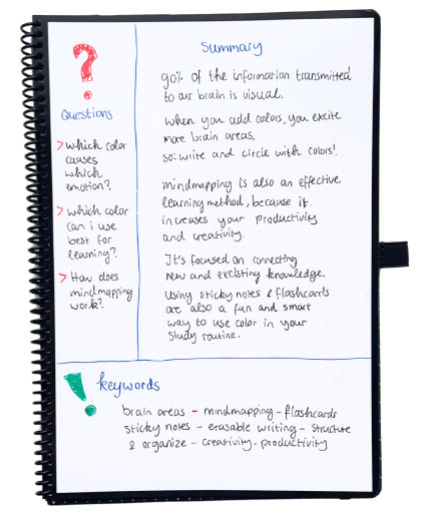 ?
Questions
> which color
causes
which
emotion?
> which color
can i use
best for
learning?
> How does
mindmapping
work?
Summary
90% of the information transmitted
to our brain is visual.
when you add colors, you excite
more brain areas.
so: write and circle with colors!
mindmapping is also an effective
learning method, because it
increases your productivity
and creativity.
It's focused on connecting
new and existing knowledge.
Using sticky notes & flashcards
are also a fun and smart
way to use color in your
study routine.
! keywords
brain areas - mindmapping - flashcards
sticky notes - erasable writing - structure
& organize - creativity - productivity